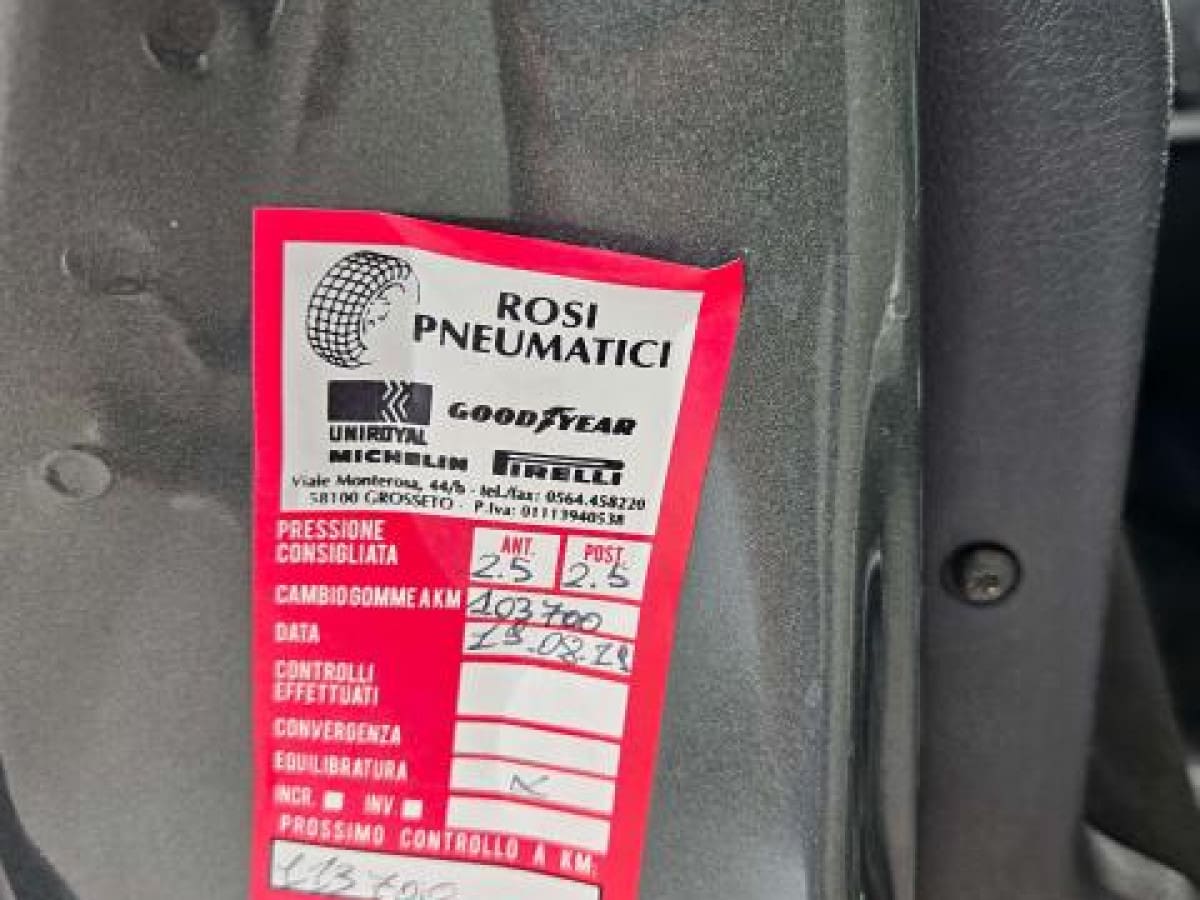 ROSI
PNEUMATICI
UNIROYAL
GOODYEAR
MICHELIN
PIRELLI
Viale Monterosa, 44/b - tel./fax: 0564.458220
58100 GROSSETO - P.Iva: 01113940538
PRESSIONE
CONSIGLIATA
ANT.
2.5
POST.
2.5
CAMBIO GOMME A KM
103700
DATA
CONTROLLI
EFFETTUATI
CONVERGENZA
EQUILIBRATURA
INCR. INV.
PROSSIMO CONTROLLO A KM.
113700